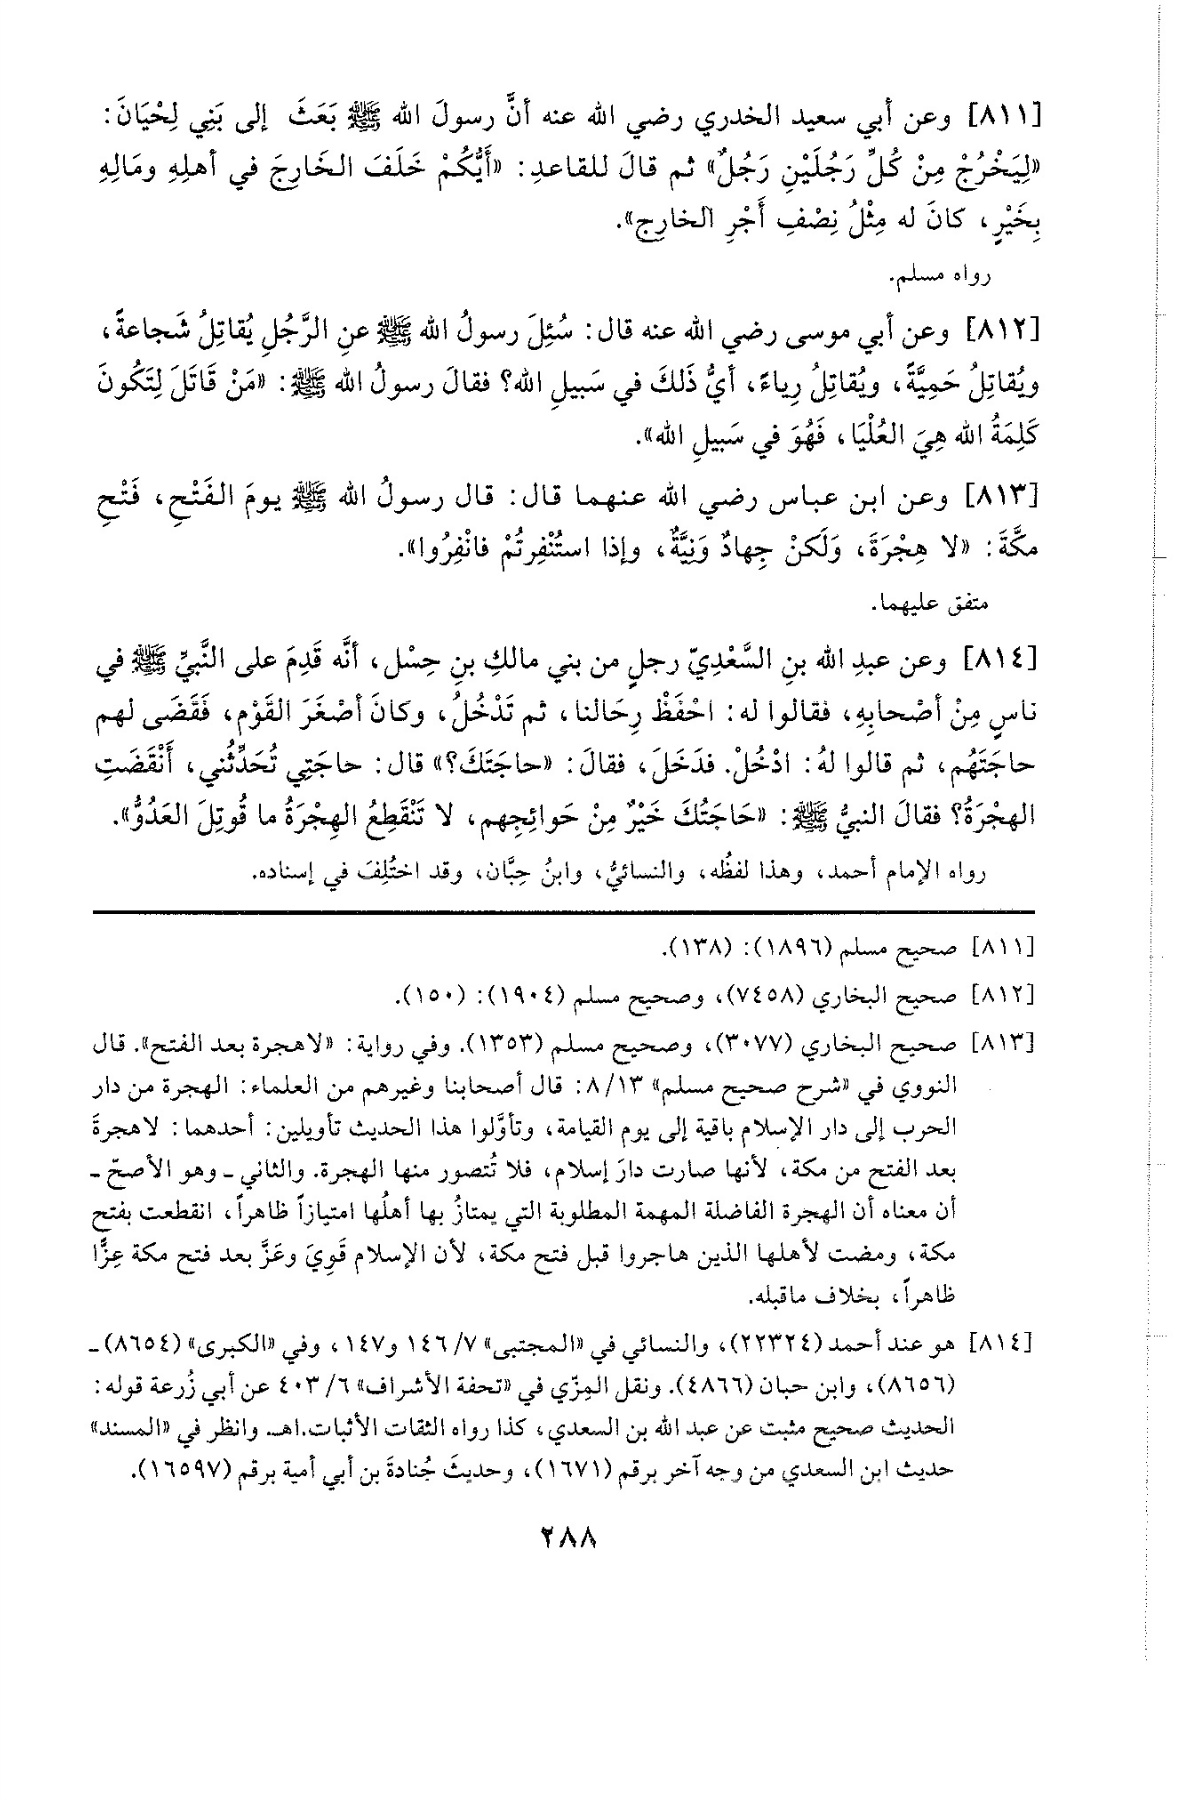 [٨١١] وعن أبي سعيد الخدري رضي الله عنه أنَّ رسولَ الله ﷺ بَعَثَ إلى بَنِي لِحْيَانَ:
«لِيَخْرُجْ مِنْ كُلِّ رَجُلَيْنِ رَجُلٌ» ثم قالَ للقاعدِ: «أَيُّكُمْ خَلَفَ الخَارِجَ في أهلِهِ ومَالِهِ
بِخَيْرٍ، كانَ له مِثْلُ نِصْفِ أَجْرِ الخارِجِ».
رواه مسلم.
[٨١٢] وعن أبي موسى رضي الله عنه قال: سُئِلَ رسولُ الله ﷺ عنِ الرَّجُلِ يُقاتِلُ شَجاعةً،
ويُقاتِلُ حَمِيَّةً، ويُقاتِلُ رِياءً، أيُّ ذَلكَ في سَبيلِ الله؟ فقالَ رسولُ الله ﷺ: «مَنْ قَاتَلَ لِتَكُونَ
كَلِمَةُ الله هِيَ العُلْيَا، فَهُوَ في سَبيلِ الله».
[٨١٣] وعن ابن عباس رضي الله عنهما قال: قال رسولُ الله ﷺ يومَ الفَتْحِ، فَتْحِ
مكَّةَ: «لا هِجْرَةَ، وَلَكنْ جِهادٌ وَنِيَّةٌ، وإذا استُنْفِرتُمْ فانْفِرُوا».
متفق عليهما.
[٨١٤] وعن عبدِ الله بنِ السَّعْدِيّ رجلٍ من بني مالكِ بنِ حِسْل، أنَّه قَدِمَ على النَّبيِّ ﷺ في
ناسٍ مِنْ أصْحابِهِ، فقالوا له: احْفَظْ رِحَالنا، ثم تَدْخُلُ، وكانَ أصْغَرَ القَوْمِ، فَقَضَى لهم
حاجَتَهُم، ثم قالوا لهُ: ادْخُلْ. فدَخَلَ، فقالَ: «حاجَتَكَ؟» قال: حاجَتِي تُحَدِّثُني، أَنْقَضَتِ
الهجْرَةُ؟ فقالَ النبيُّ ﷺ: «حَاجَتُكَ خَيْرٌ مِنْ حَوائِجِهم، لا تَنْقَطِعُ الهِجْرَةُ ما قُوتِلَ العَدُوُّ».
رواه الإمام أحمد، وهذا لفظُه، والنسائيُّ، وابنُ حِبَّان، وقد اختُلِفَ في إسناده.
[٨١١] صحيح مسلم (١٨٩٦): (١٣٨).
[٨١٢] صحيح البخاري (٧٤٥٨)، وصحيح مسلم (١٩٠٤): (١٥٠).
[٨١٣] صحيح البخاري (٣٠٧٧)، وصحيح مسلم (١٣٥٣). وفي رواية: «لاهجرة بعد الفتح». قال
النووي في «شرح صحيح مسلم» ٨/١٣: قال أصحابنا وغيرهم من العلماء: الهجرة من دار
الحرب إلى دار الإسلام باقية إلى يوم القيامة، وتأوَّلوا هذا الحديث تأويلين: أحدهما: لاهجرةَ
بعد الفتح من مكة، لأنها صارت دارَ إسلام، فلا تُتصور منها الهجرة. والثاني ـ وهو الأصحّ ـ
أن معناه أن الهجرة الفاضلة المهمة المطلوبة التي يمتازُ بها أهلُها امتيازاً ظاهراً، انقطعت بفتح
مكة، ومضت لأهلها الذين هاجروا قبل فتح مكة، لأن الإسلام قَوِيَ وعَزَّ بعد فتح مكة عِزًّا
ظاهراً، بخلاف ماقبله.
[٨١٤] هو عند أحمد (٢٢٣٢٤)، والنسائي في «المجتبى» ٧/ ١٤٦ و١٤٧، وفي «الكبرى» (٨٦٥٤) ـ
(٨٦٥٦)، وابن حبان (٤٨٦٦). ونقل المِزّي في «تحفة الأشراف» ٦/ ٤٠٣ عن أبي زُرعة قوله:
الحديث صحيح مثبت عن عبد الله بن السعدي، كذا رواه الثقات الأثبات.اهـ. وانظر في «المسند»
حديث ابن السعدي من وجه آخر برقم (١٦٧١)، وحديثَ جُنادةَ بن أبي أمية برقم (١٦٥٩٧).
٢٨٨